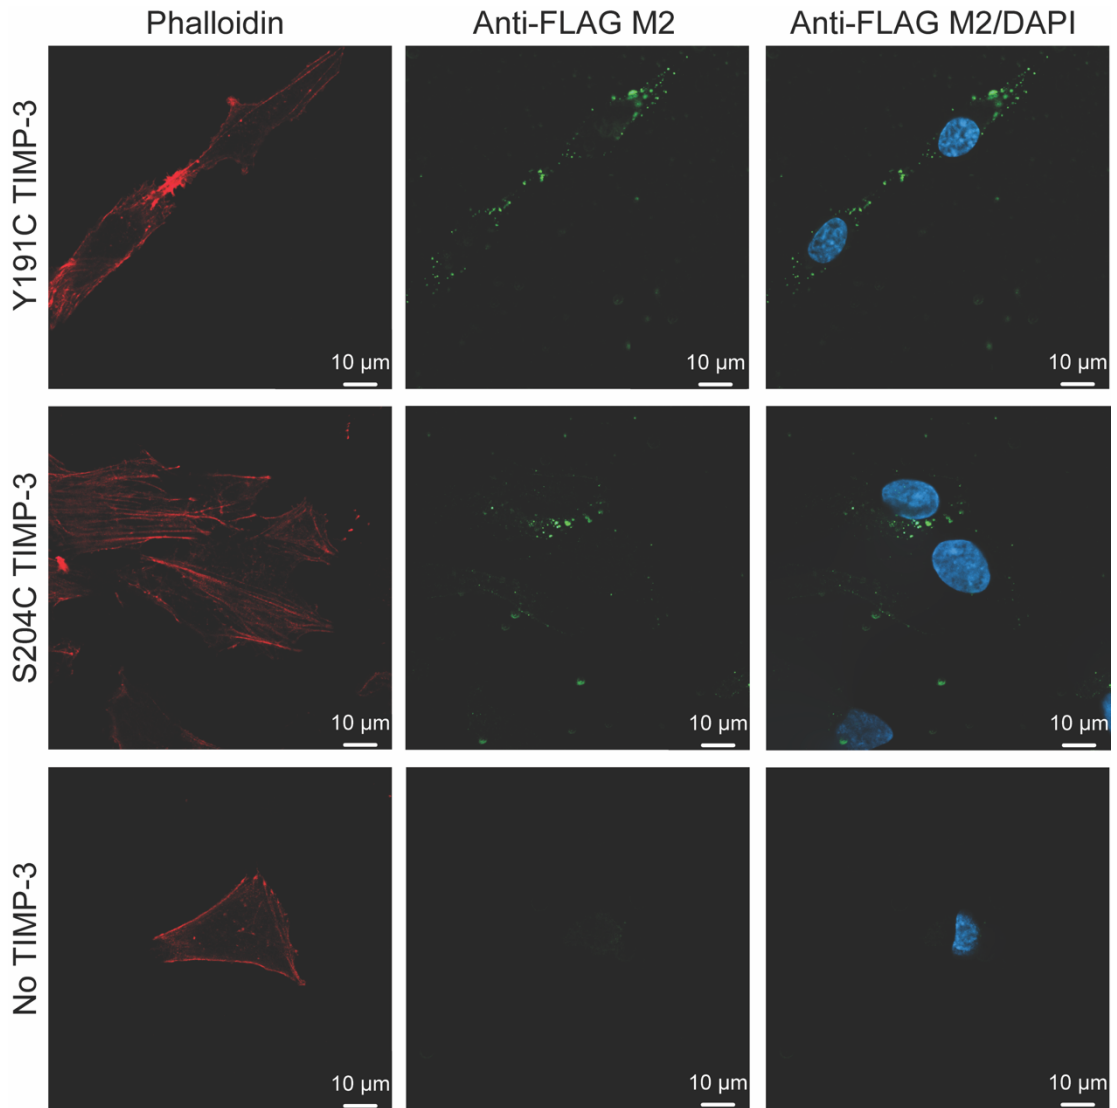 Phalloidin
Anti-FLAG M2
Anti-FLAG M2/DAPI
Y191C TIMP-3
10 µm
10 µm
10 µm
S204C TIMP-3
10 µm
10 µm
10 µm
No TIMP-3
10 µm
10 µm
10 µm